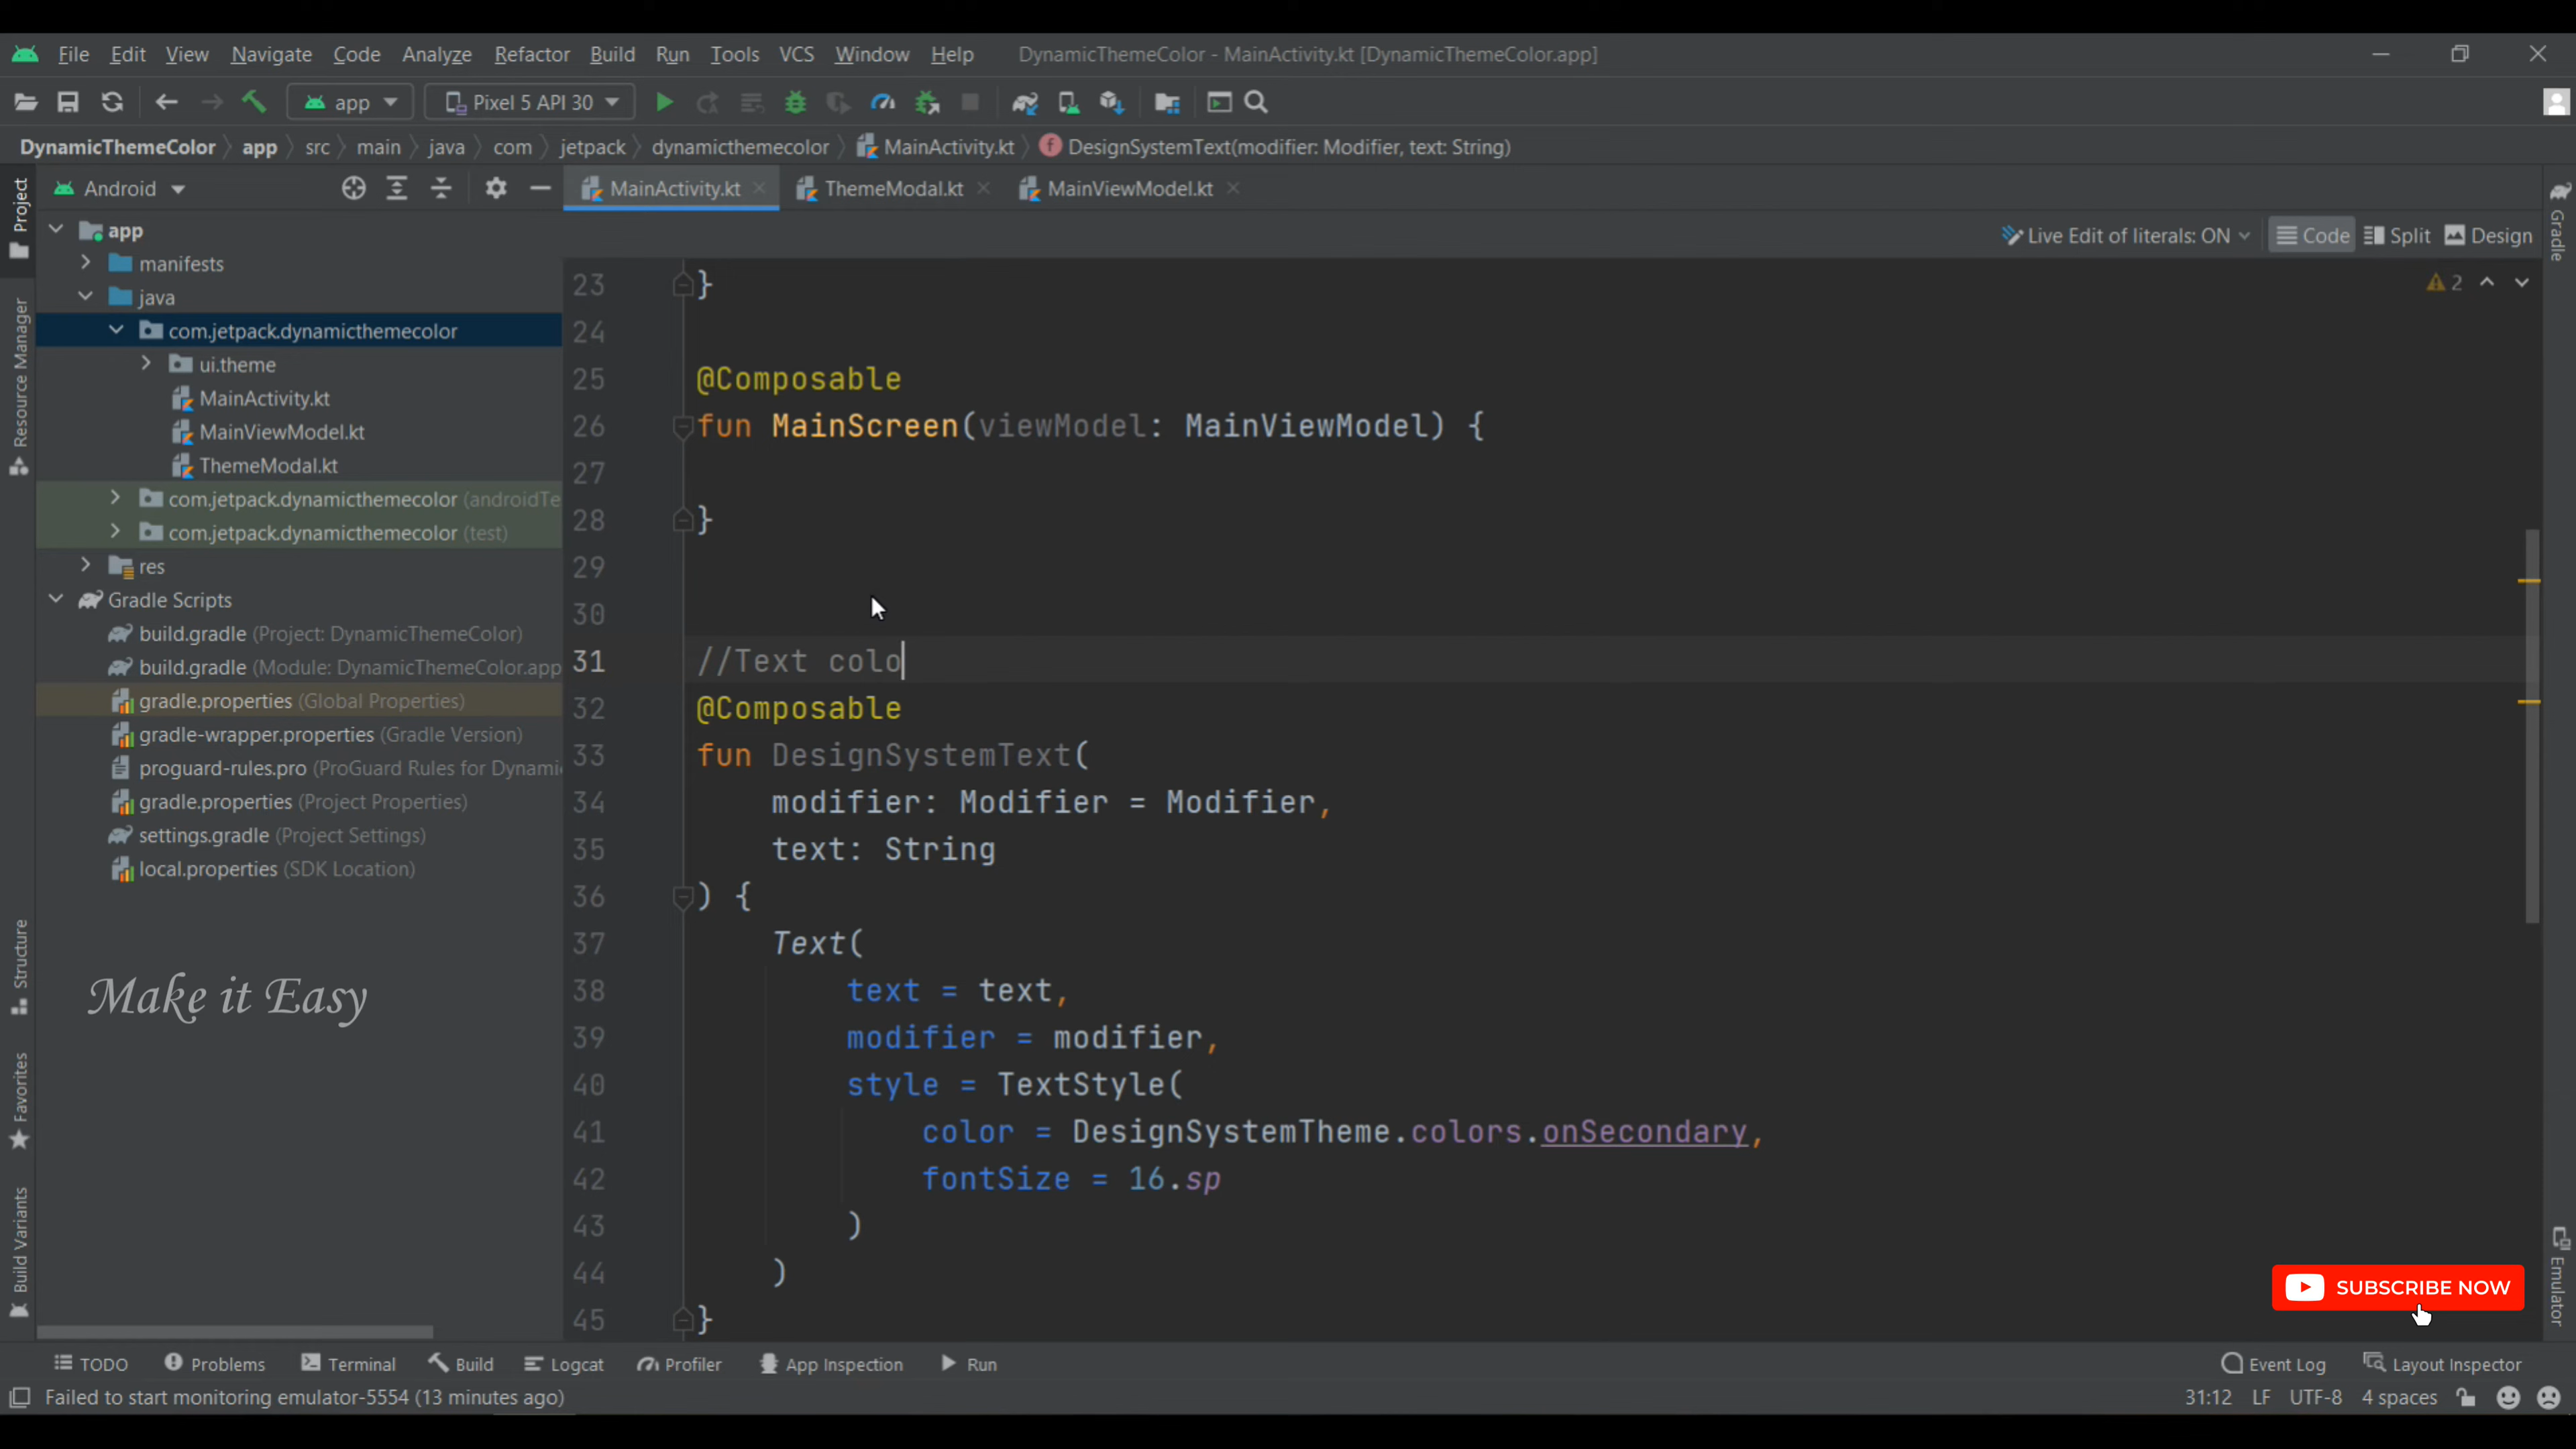 File Edit View Navigate Code Analyze Refactor Build Run Tools VCS Window Help DynamicThemeColor - MainActivity.kt [DynamicThemeColor.app]
app Pixel 5 API 30
DynamicThemeColor app src main java com jetpack dynamicthemecolor MainActivity.kt DesignSystemText(modifier: Modifier, text: String)
Project
Resource Manager
Structure
Favorites
Build Variants
Android
app
manifests
java
com.jetpack.dynamicthemecolor
ui.theme
MainActivity.kt
MainViewModel.kt
ThemeModal.kt
com.jetpack.dynamicthemecolor (androidTe
com.jetpack.dynamicthemecolor (test)
res
Gradle Scripts
build.gradle (Project: DynamicThemeColor)
build.gradle (Module: DynamicThemeColor.app
gradle.properties (Global Properties)
gradle-wrapper.properties (Gradle Version)
proguard-rules.pro (ProGuard Rules for Dynami
gradle.properties (Project Properties)
settings.gradle (Project Settings)
local.properties (SDK Location)
Make it Easy
MainActivity.kt ThemeModal.kt MainViewModel.kt
Live Edit of literals: ON Code Split Design
2
23 }
24
25 @Composable
26 fun MainScreen(viewModel: MainViewModel) {
27
28 }
29
30
31 //Text colo
32 @Composable
33 fun DesignSystemText(
34 modifier: Modifier = Modifier,
35 text: String
36 ) {
37 Text(
38 text = text,
39 modifier = modifier,
40 style = TextStyle(
41 color = DesignSystemTheme.colors.onSecondary,
42 fontSize = 16.sp
43 )
44 )
45 }
Gradle
Emulator
SUBSCRIBE NOW
TODO Problems Terminal Build Logcat Profiler App Inspection Run Event Log Layout Inspector
Failed to start monitoring emulator-5554 (13 minutes ago) 31:12 LF UTF-8 4 spaces